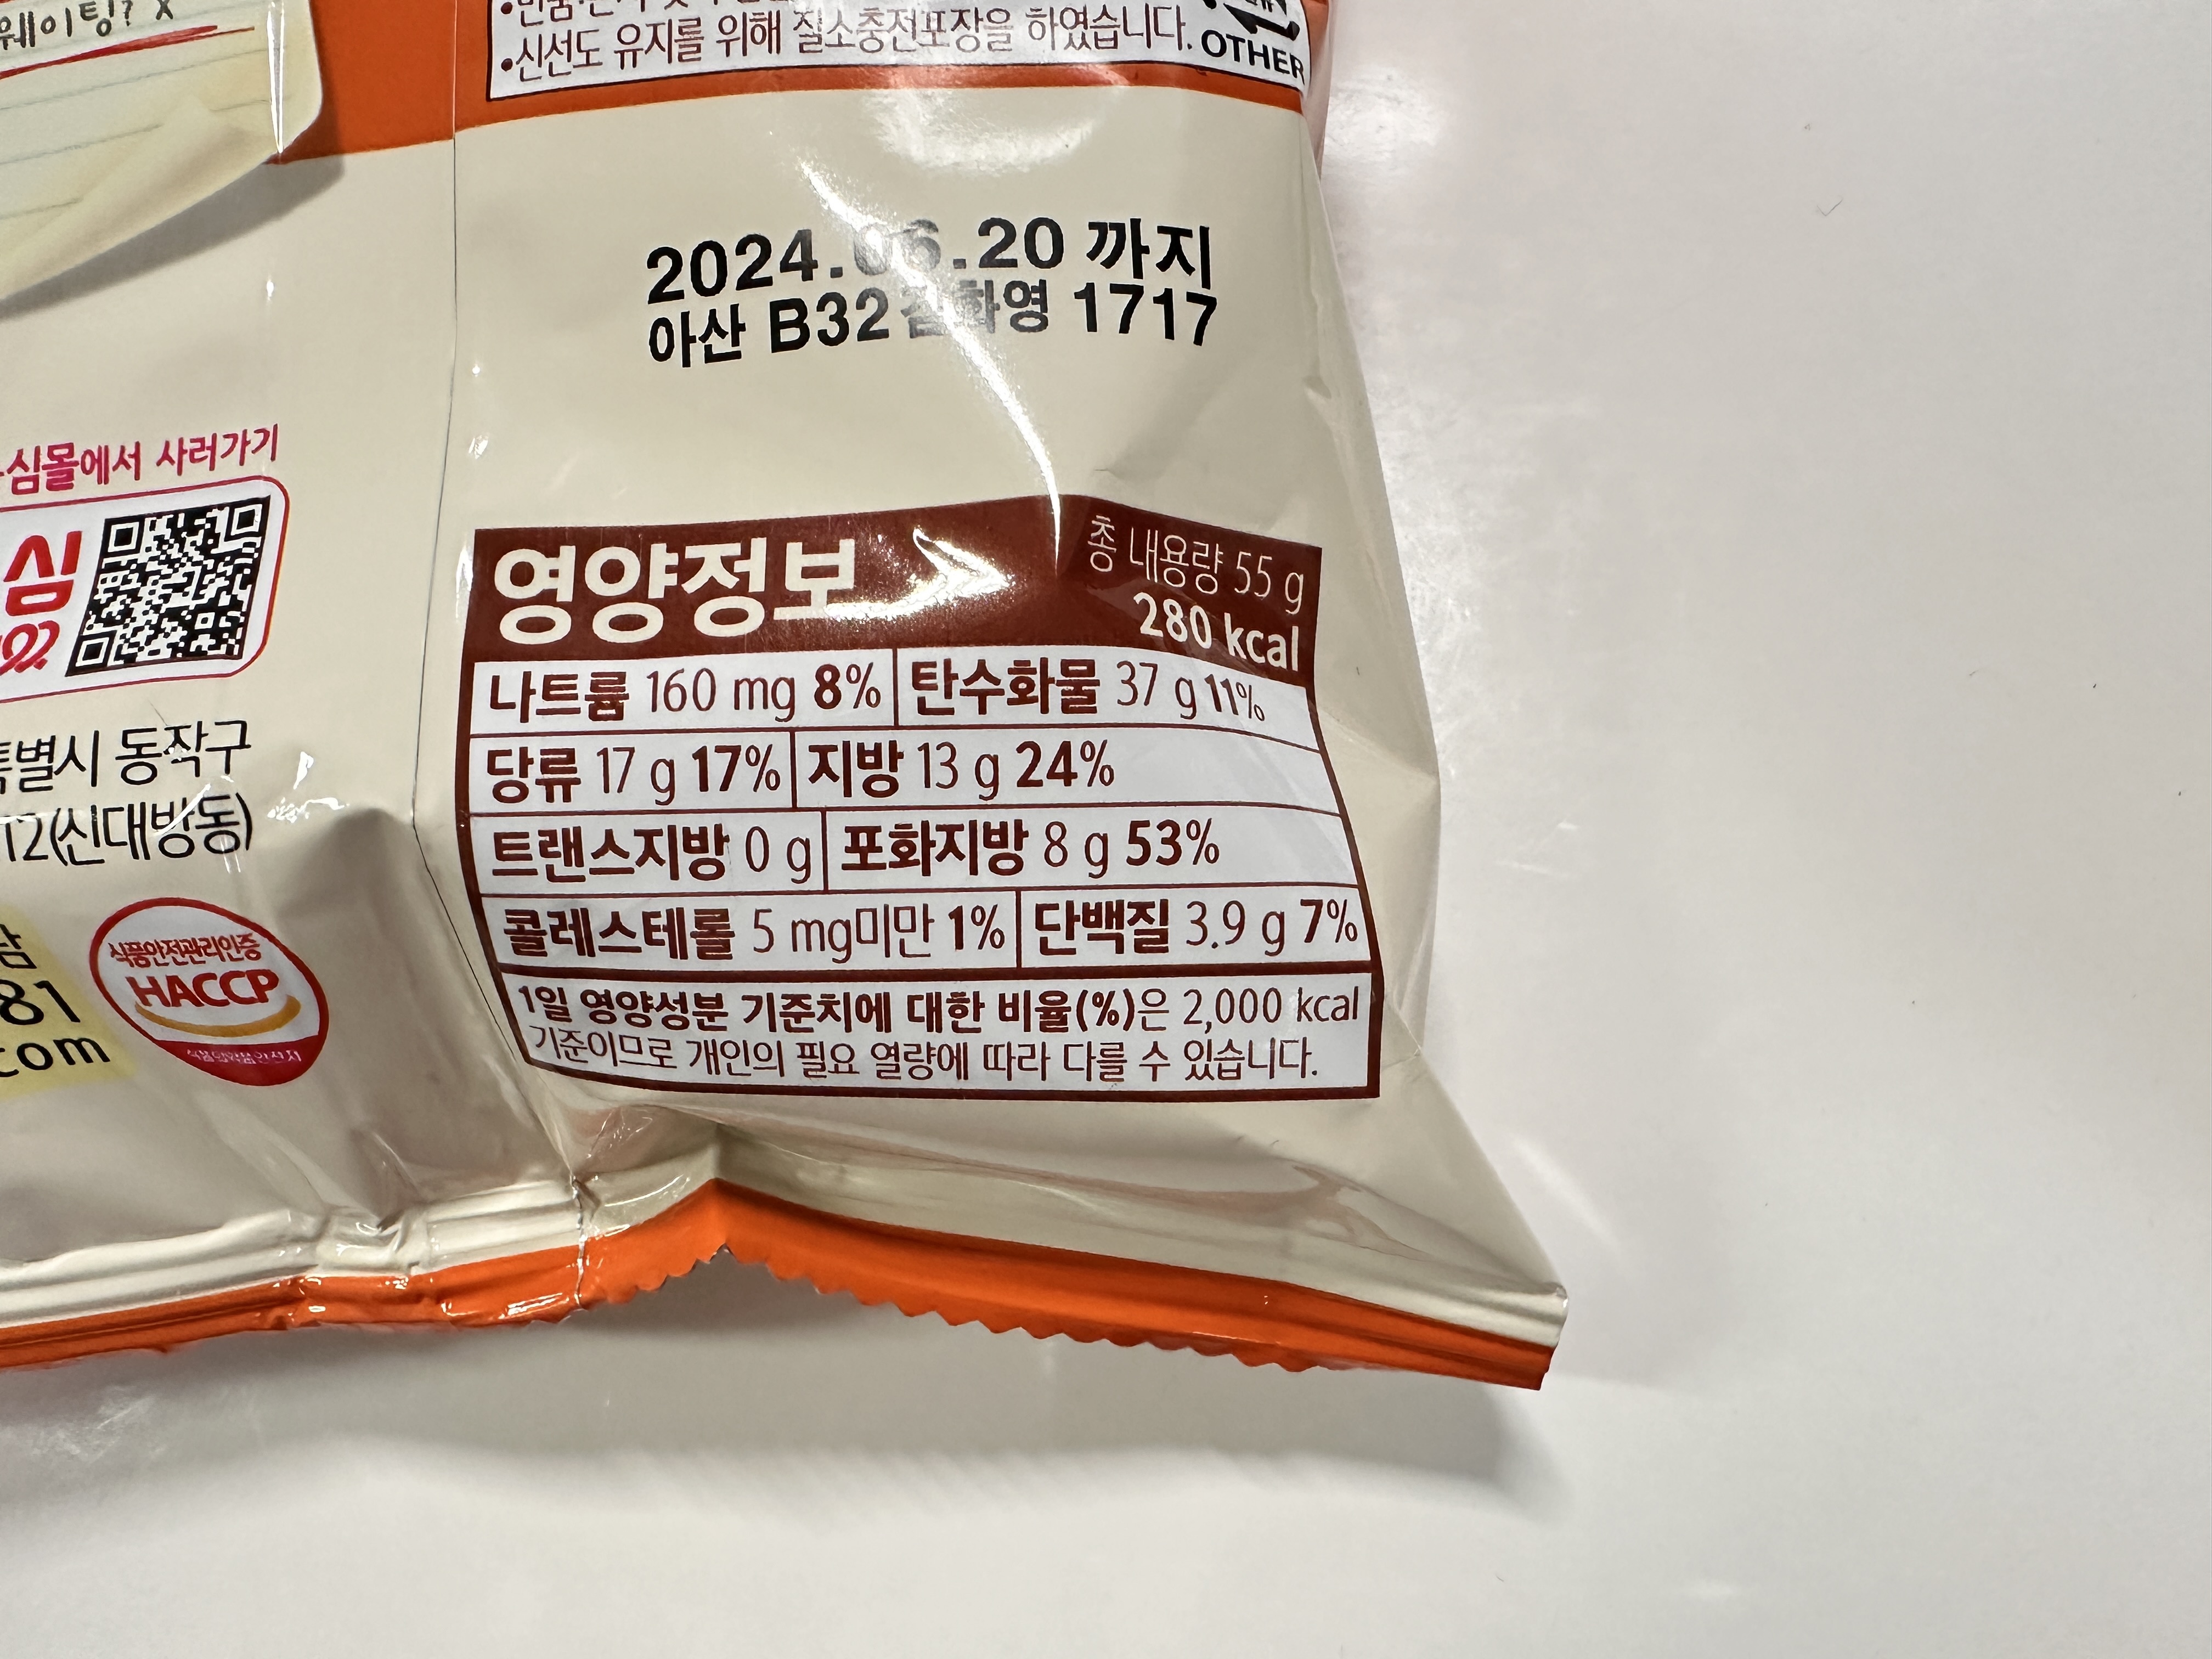 웨이팅? X
•신선도 유지를 위해 질소충전포장을 하였습니다.
OTHER
2024.06.20 까지
아산 B32 화영 1717
심몰에서 사러가기
심
특별시 동작구
12(신대방동)
81
com
식품안전관리인증
HACCP
영양정보
총 내용량 55 g
280 kcal
나트륨 160 mg 8% 탄수화물 37 g 11%
당류 17 g 17% 지방 13 g 24%
트랜스지방 0 g 포화지방 8 g 53%
콜레스테롤 5 mg미만 1% 단백질 3.9 g 7%
1일 영양성분 기준치에 대한 비율(%)은 2,000 kcal
기준이므로 개인의 필요 열량에 따라 다를 수 있습니다.